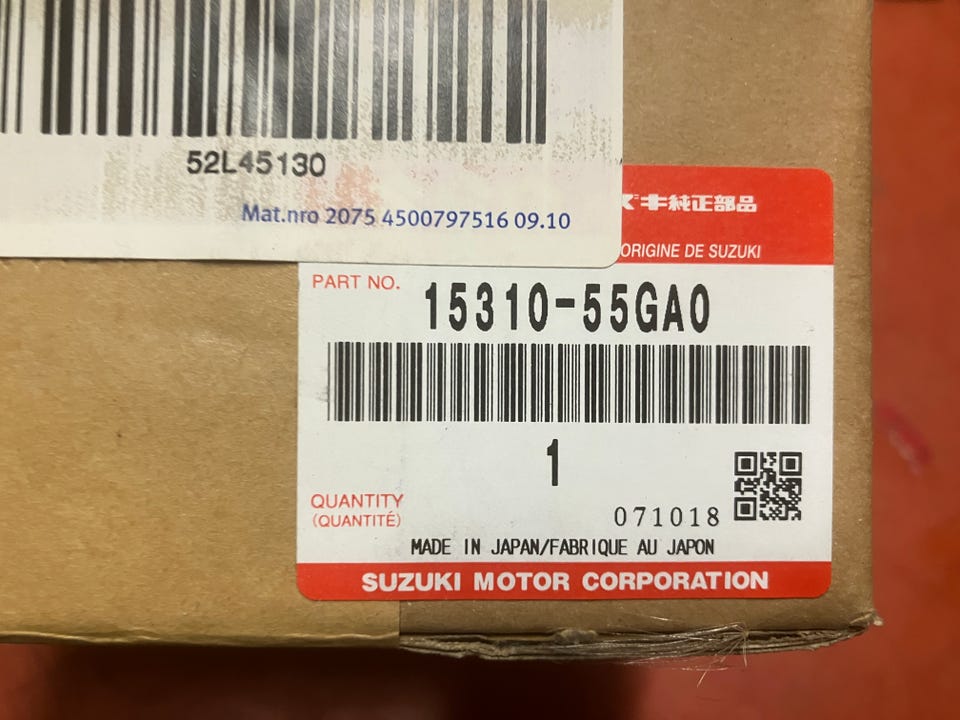 52L45130
Mat.nro 2075 4500797516 09.10
キ純正部品
ORIGINE DE SUZUKI
PART NO. 15310-55GA0
1
QUANTITY
(QUANTITÉ)
071018
MADE IN JAPAN/FABRIQUE AU JAPON
SUZUKI MOTOR CORPORATION